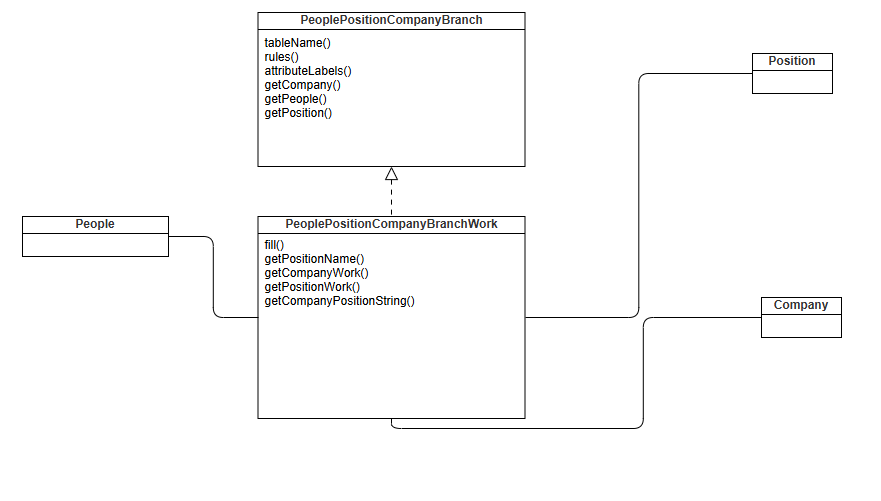 PeoplePositionCompanyBranch
tableName()
rules()
attributeLabels()
getCompany()
getPeople()
getPosition()
Position
People
PeoplePositionCompanyBranchWork
fill()
getPositionName()
getCompanyWork()
getPositionWork()
getCompanyPositionString()
Company